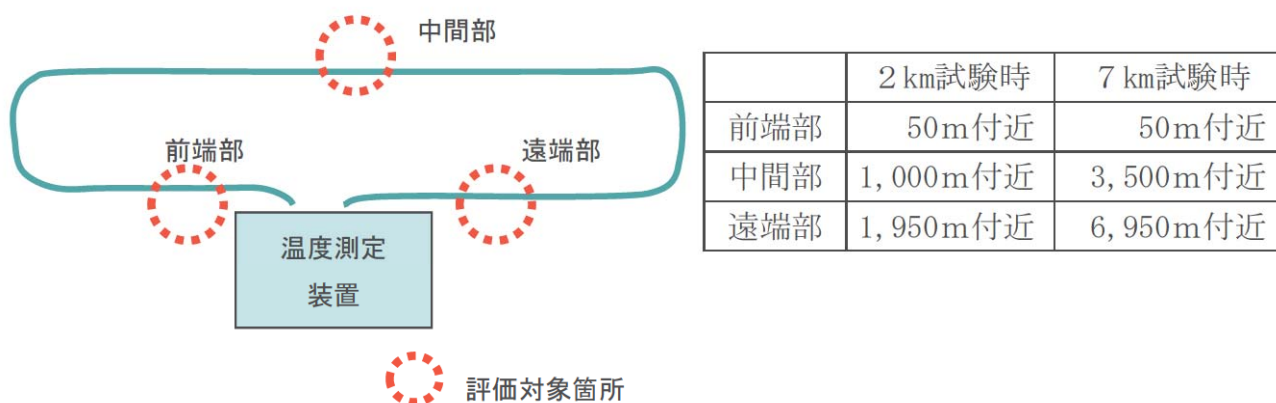 中間部
前端部
遠端部
温度測定
装置
評価対象箇所
２㎞試験時 ７㎞試験時
前端部 50ｍ付近 50ｍ付近
中間部 1,000ｍ付近 3,500ｍ付近
遠端部 1,950ｍ付近 6,950ｍ付近